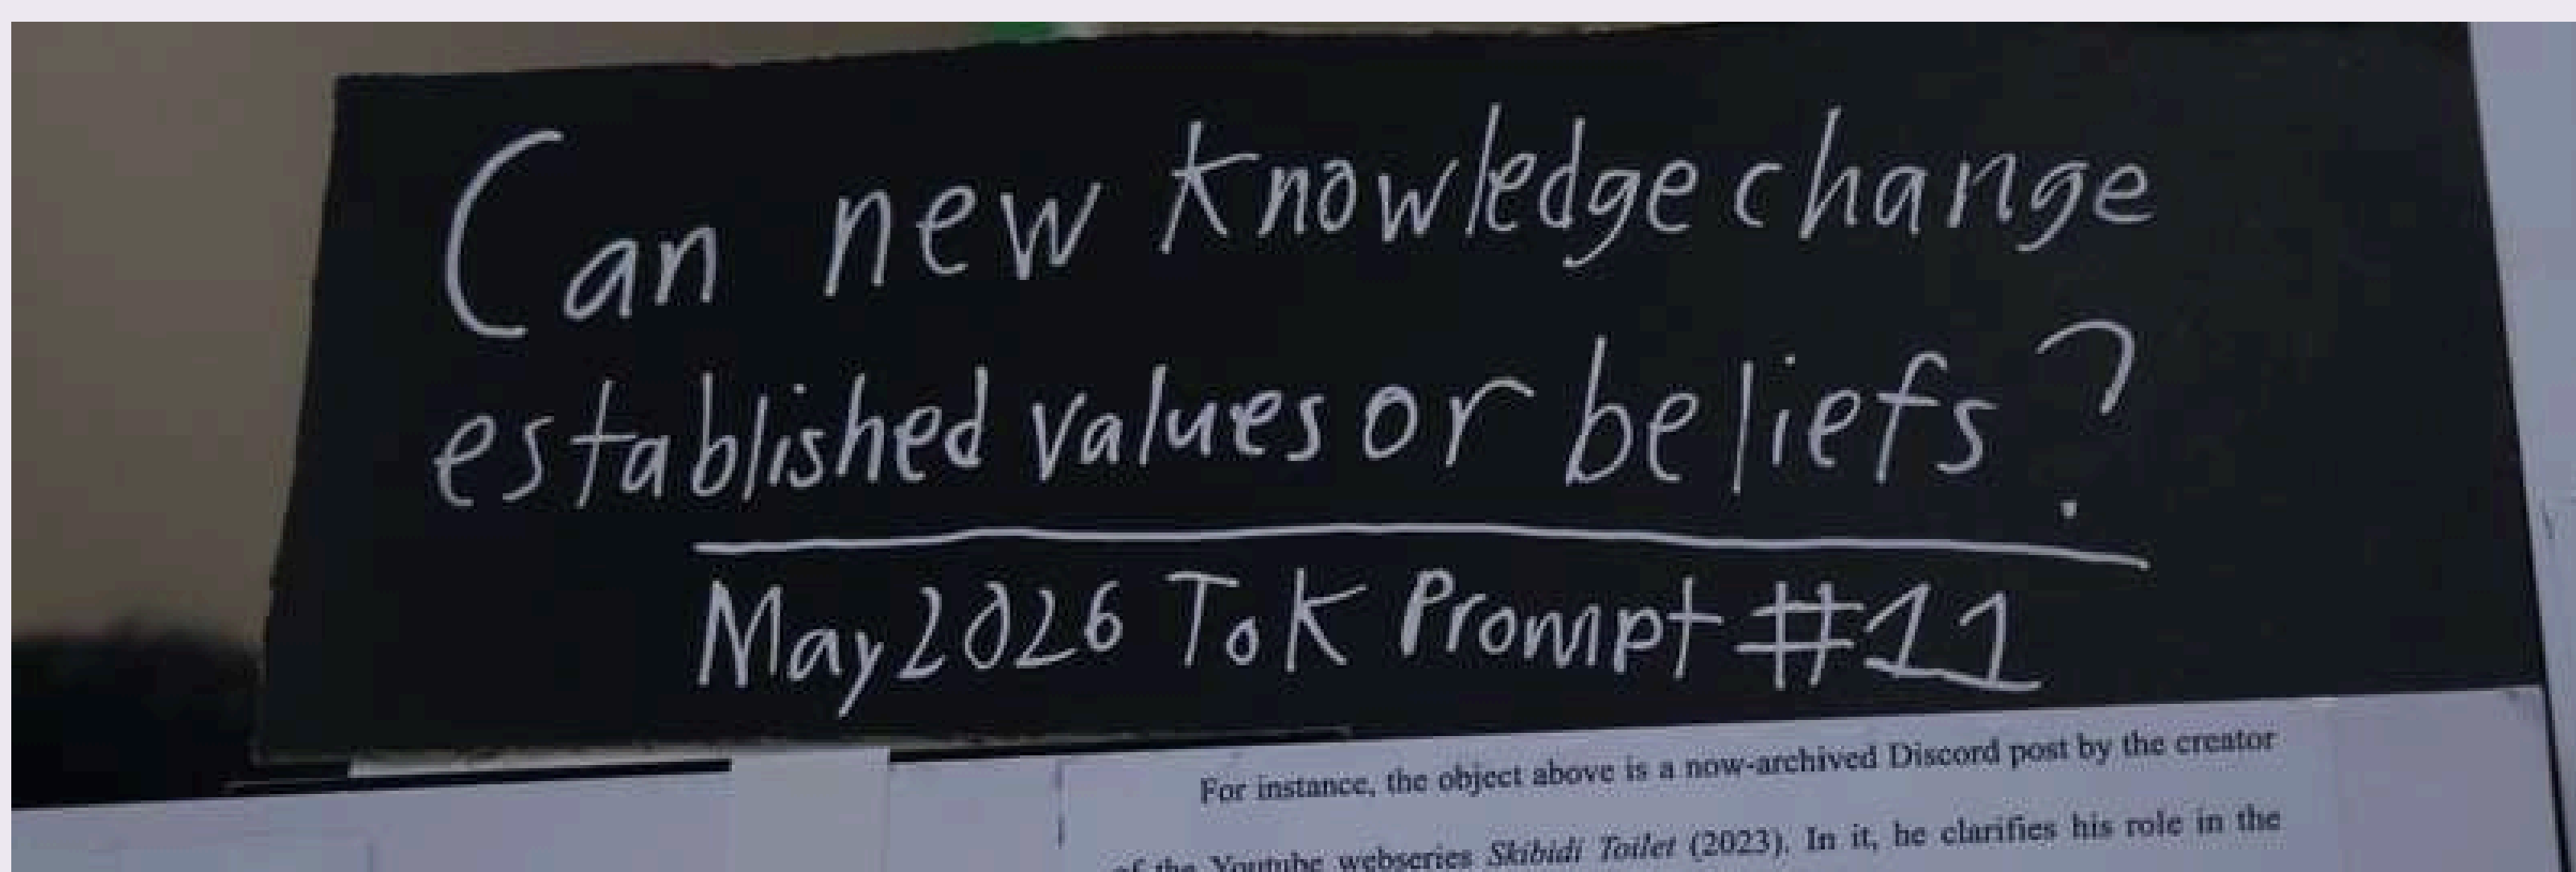 Can new knowledge change
established values or beliefs?
May 2026 ToK Prompt #11
For instance, the object above is a now-archived Discord post by the creator
of the Youtube webseries Skibidi Toilet (2023). In it, he clarifies his role in the